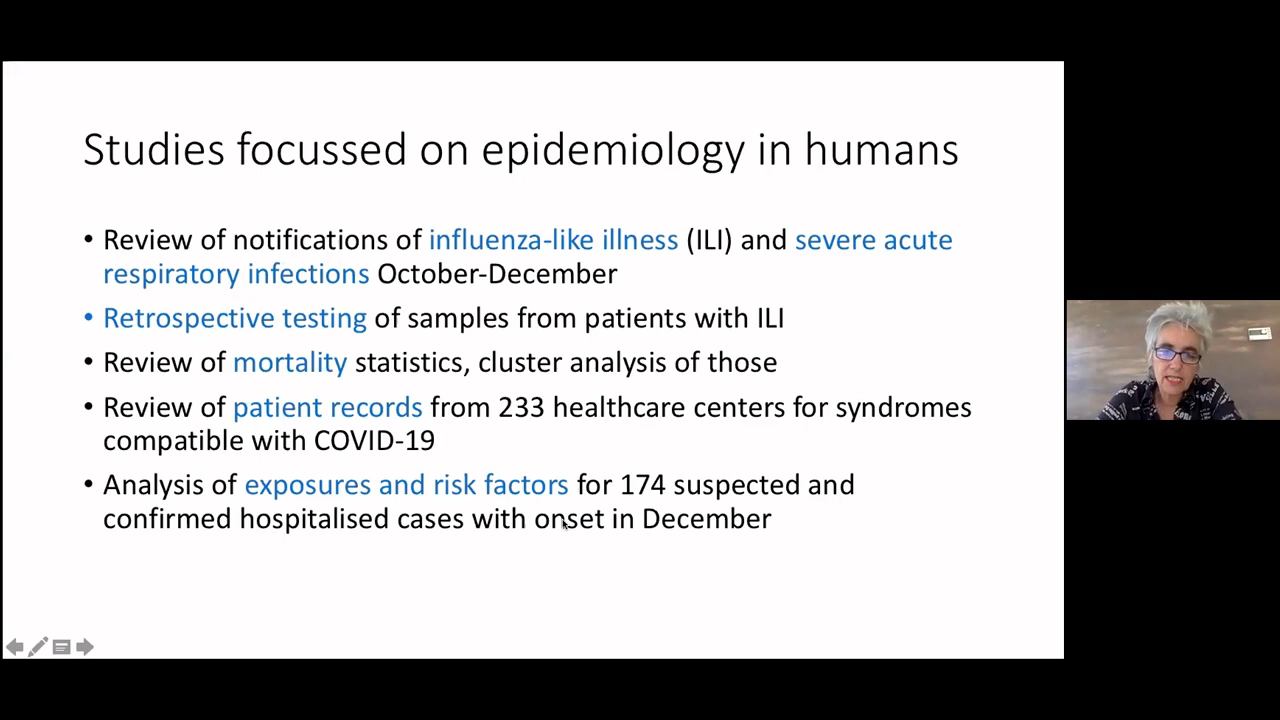 Studies focussed on epidemiology in humans
• Review of notifications of influenza-like illness (ILI) and severe acute
respiratory infections October-December
• Retrospective testing of samples from patients with ILI
• Review of mortality statistics, cluster analysis of those
• Review of patient records from 233 healthcare centers for syndromes
compatible with COVID-19
• Analysis of exposures and risk factors for 174 suspected and
confirmed hospitalised cases with onset in December